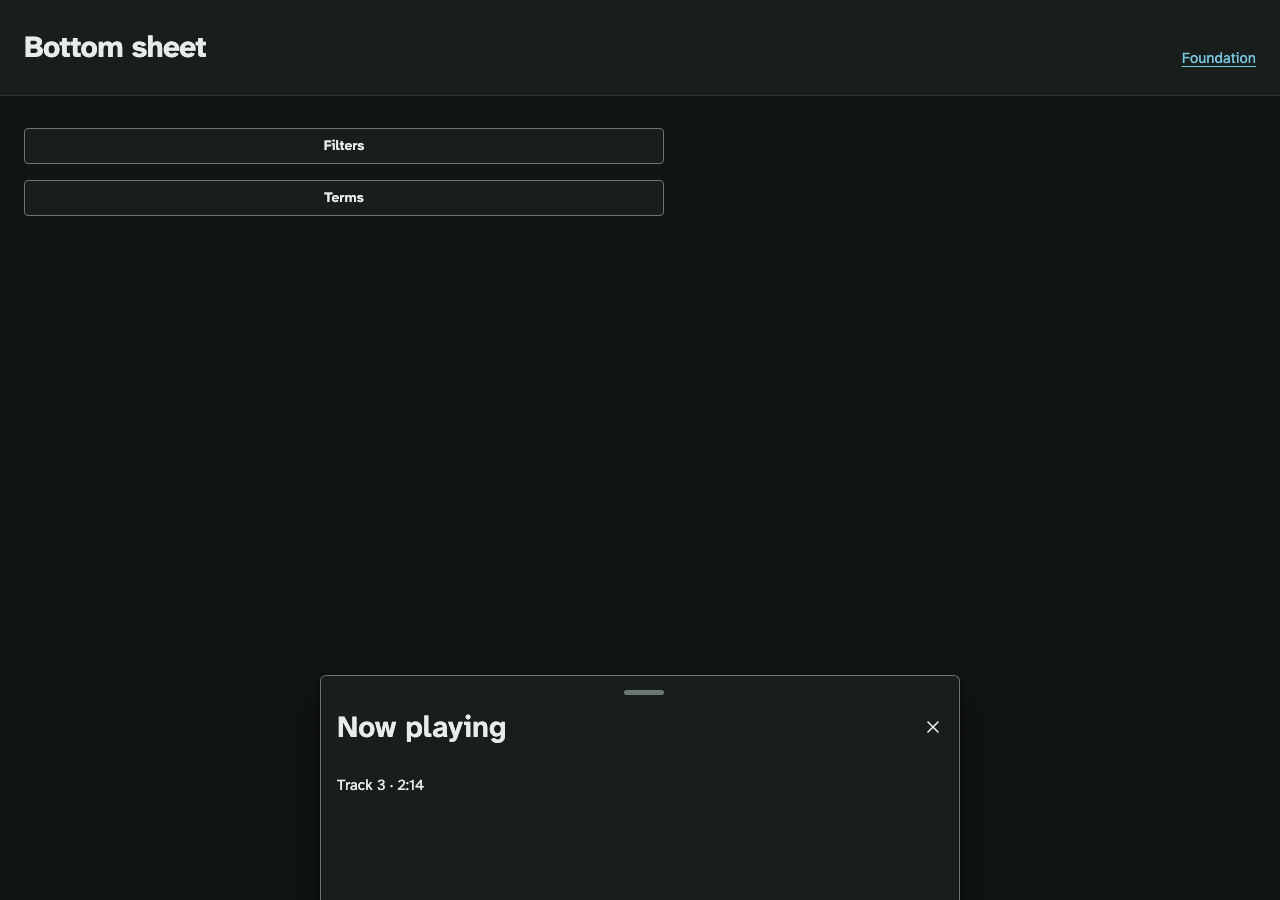 Bottom sheet
Foundation
Filters
Terms
Now playing
Track 3 · 2:14